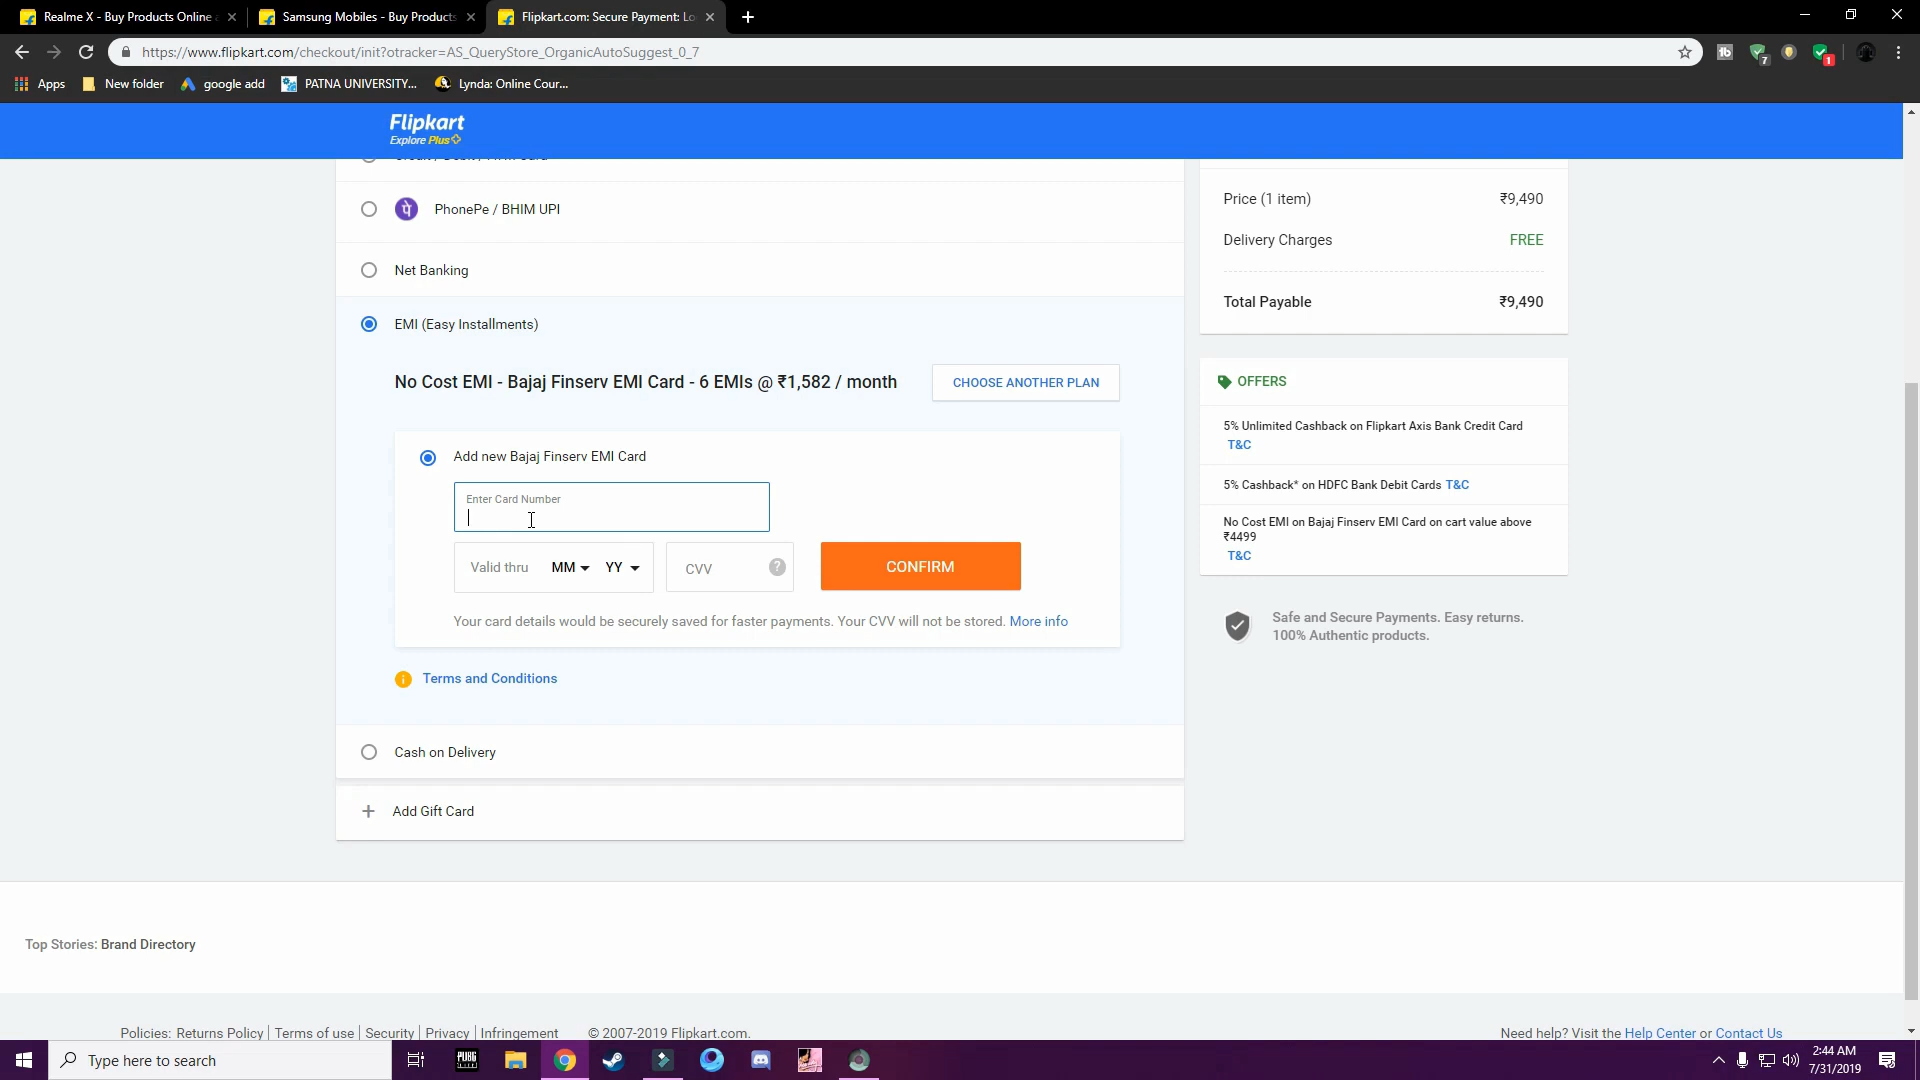 Realme X - Buy Products Online a
Samsung Mobiles - Buy Products
Flipkart.com: Secure Payment: Lo
https://www.flipkart.com/checkout/init?otracker=AS_QueryStore_OrganicAutoSuggest_0_7
Apps
New folder
google add
PATNA UNIVERSITY...
Lynda: Online Cour...
7
1
Flipkart
Explore Plus
PhonePe / BHIM UPI
Net Banking
EMI (Easy Installments)
No Cost EMI - Bajaj Finserv EMI Card - 6 EMIs @ ₹1,582 / month
CHOOSE ANOTHER PLAN
Add new Bajaj Finserv EMI Card
Enter Card Number
Valid thru MM YY
CVV ?
CONFIRM
Your card details would be securely saved for faster payments. Your CVV will not be stored. More info
Terms and Conditions
Cash on Delivery
+ Add Gift Card
Price (1 item) ₹9,490
Delivery Charges FREE
Total Payable ₹9,490
OFFERS
5% Unlimited Cashback on Flipkart Axis Bank Credit Card
T&C
5% Cashback* on HDFC Bank Debit Cards T&C
No Cost EMI on Bajaj Finserv EMI Card on cart value above
₹4499
T&C
Safe and Secure Payments. Easy returns.
100% Authentic products.
Top Stories: Brand Directory
Policies: Returns Policy | Terms of use | Security | Privacy | Infringement © 2007-2019 Flipkart.com.
Need help? Visit the Help Center or Contact Us
Type here to search
PUBG
2:44 AM
7/31/2019